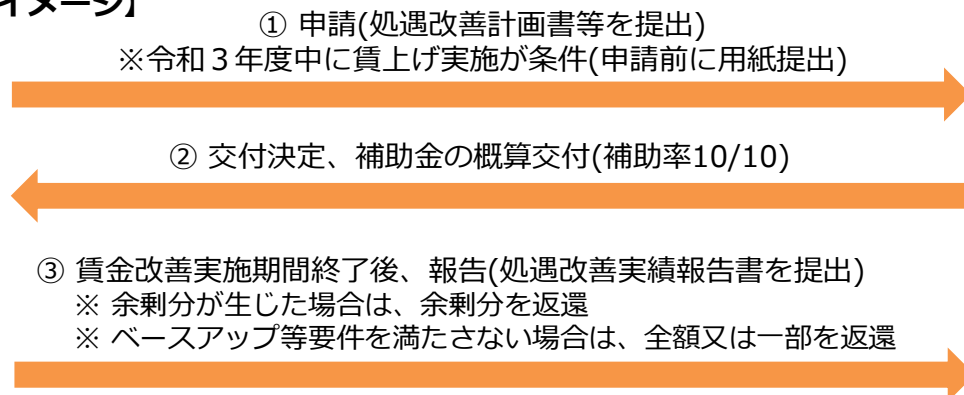 イメージ】
① 申請(処遇改善計画書等を提出)
※令和３年度中に賃上げ実施が条件(申請前に用紙提出)
② 交付決定、補助金の概算交付(補助率10/10)
③ 賃金改善実施期間終了後、報告(処遇改善実績報告書を提出)
※ 余剰分が生じた場合は、余剰分を返還
※ ベースアップ等要件を満たさない場合は、全額又は一部を返還